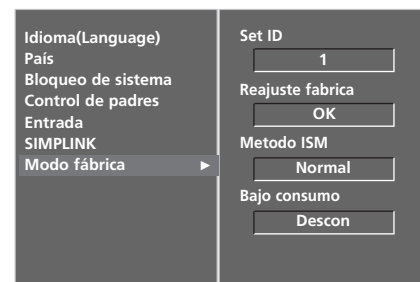 Idioma(Language)
País
Bloqueo de sistema
Control de padres
Entrada
SIMPLINK
Modo fábrica ►
Set ID
1
Reajuste fabrica
OK
Metodo ISM
Normal
Bajo consumo
Descon